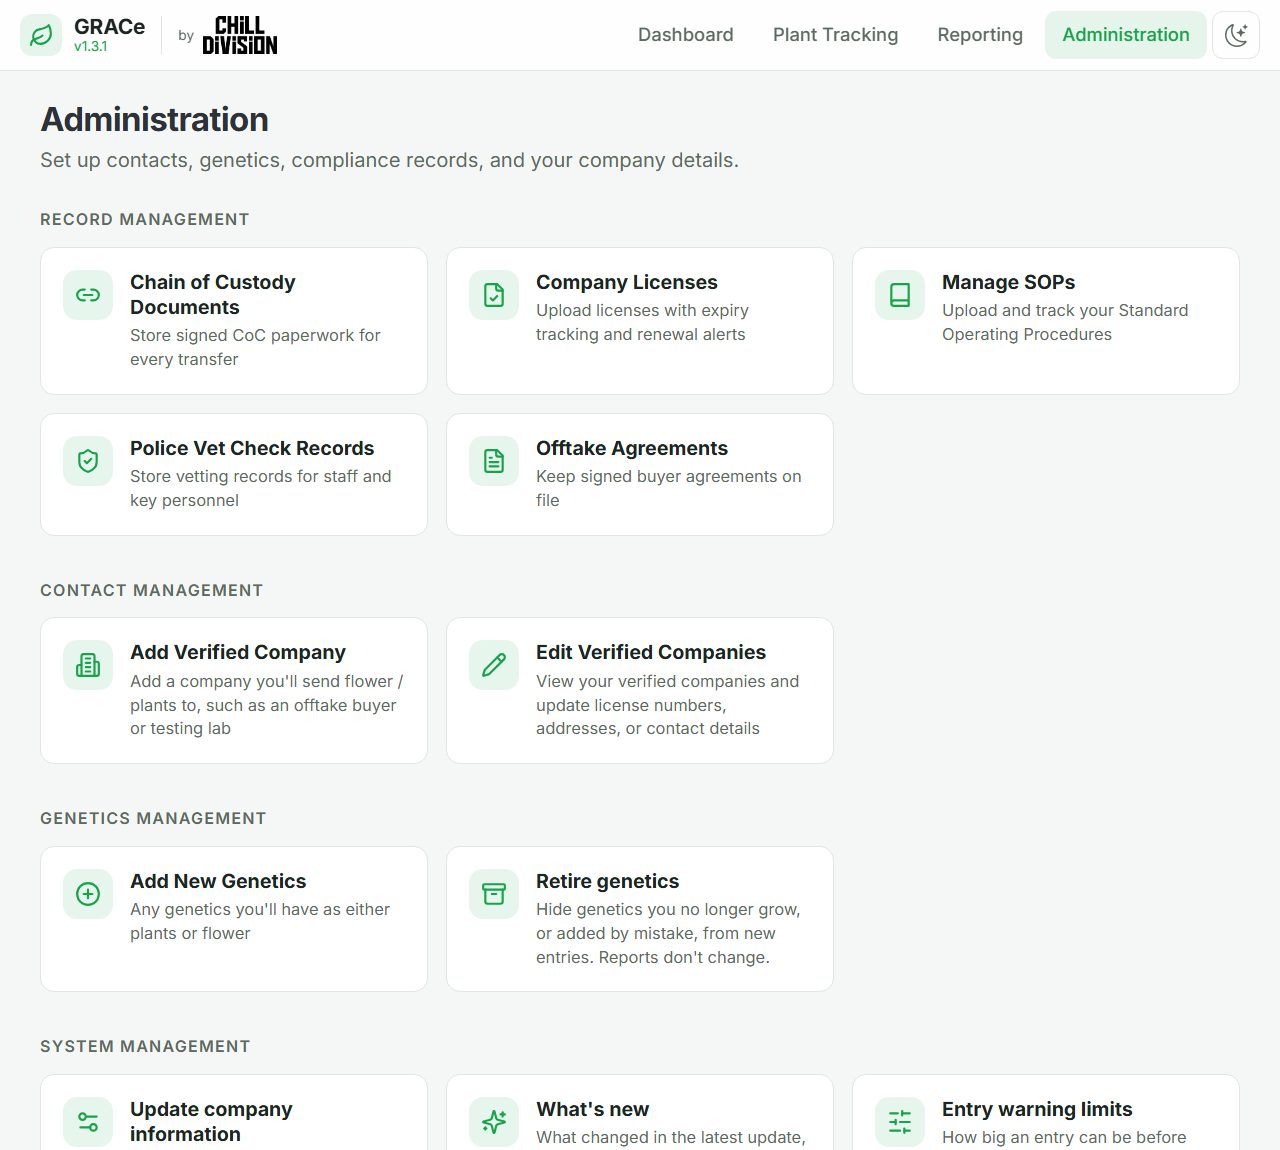 GRACe
v1.3.1
by
CHILL
DIVISION
Dashboard
Plant Tracking
Reporting
Administration
Administration
Set up contacts, genetics, compliance records, and your company details.
RECORD MANAGEMENT
Chain of Custody
Documents
Store signed CoC paperwork for
every transfer
Company Licenses
Upload licenses with expiry
tracking and renewal alerts
Manage SOPs
Upload and track your Standard
Operating Procedures
Police Vet Check Records
Store vetting records for staff and
key personnel
Offtake Agreements
Keep signed buyer agreements on
file
CONTACT MANAGEMENT
Add Verified Company
Add a company you'll send flower /
plants to, such as an offtake buyer
or testing lab
Edit Verified Companies
View your verified companies and
update license numbers,
addresses, or contact details
GENETICS MANAGEMENT
Add New Genetics
Any genetics you'll have as either
plants or flower
Retire genetics
Hide genetics you no longer grow,
or added by mistake, from new
entries. Reports don't change.
SYSTEM MANAGEMENT
Update company
information
What's new
What changed in the latest update,
Entry warning limits
How big an entry can be before